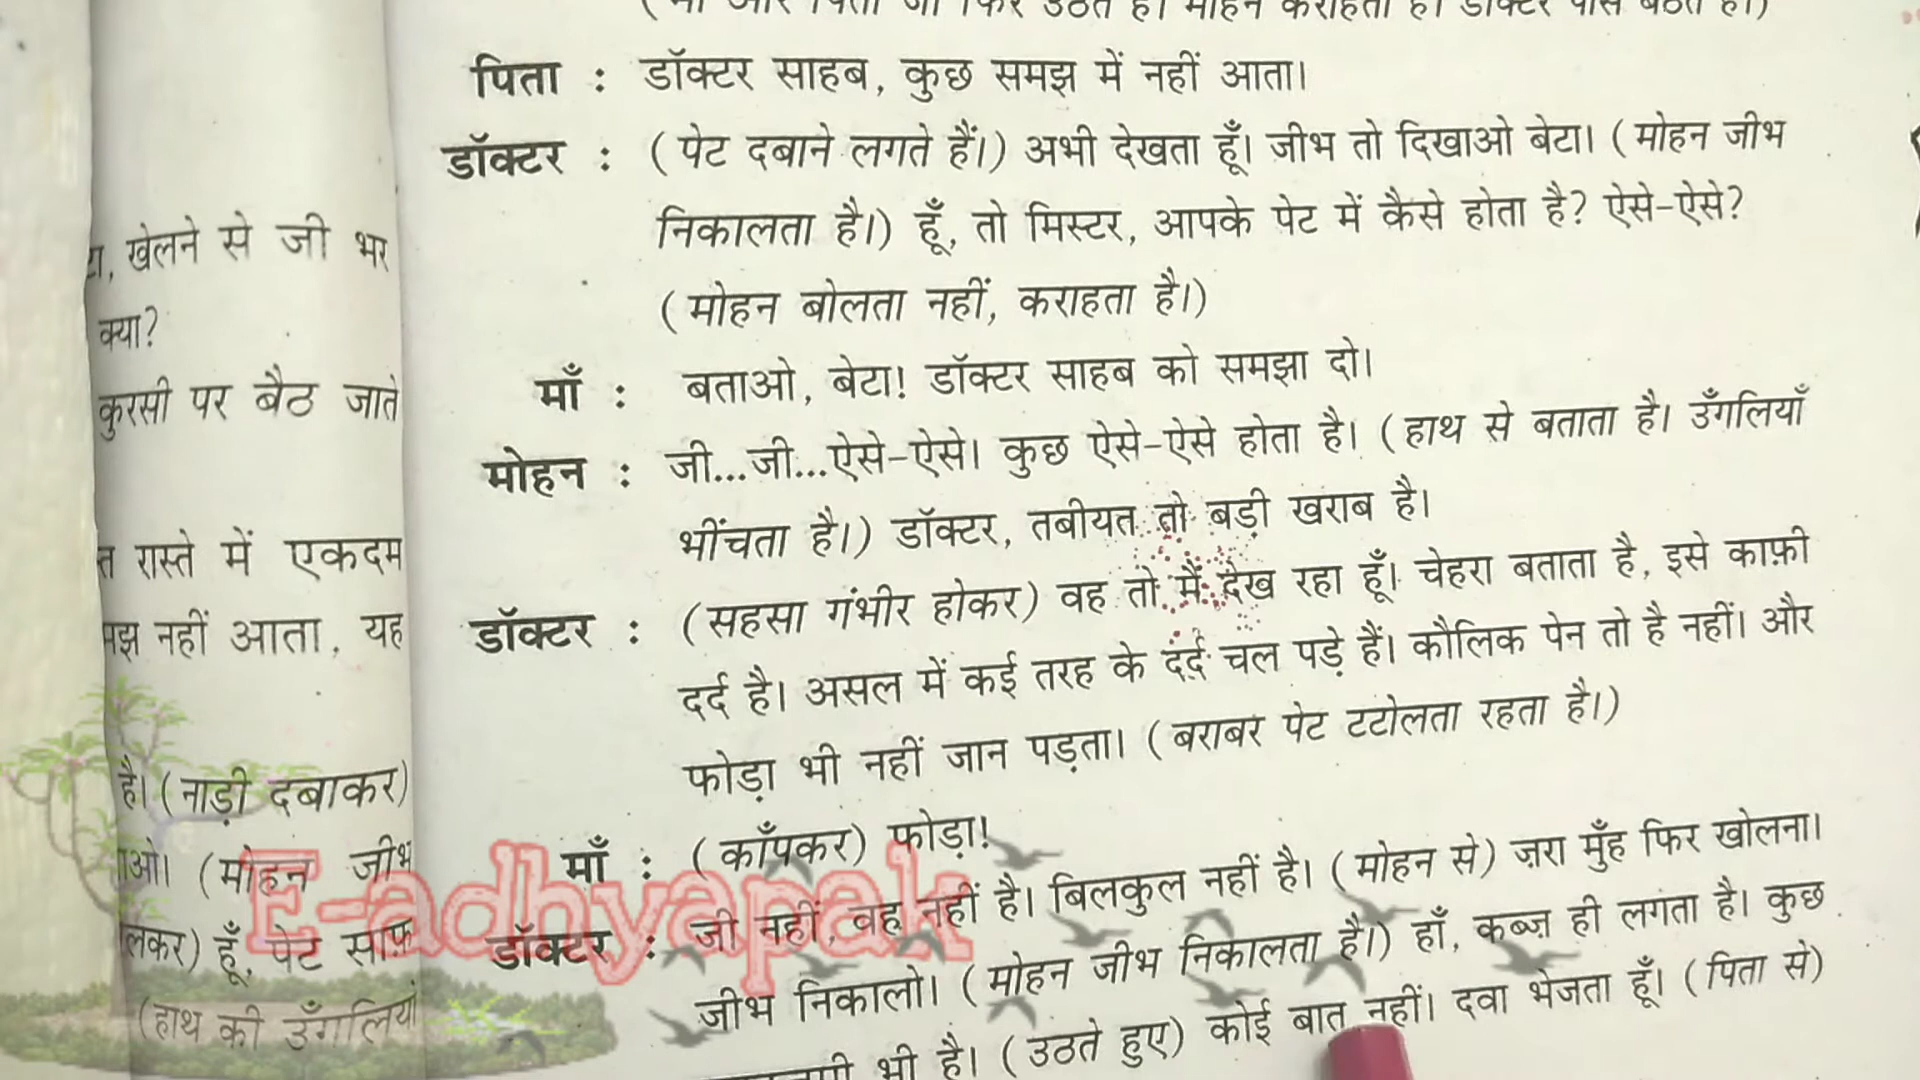 खेलने से जी भर
क्या?
कुरसी पर बैठ जाते
रास्ते में एकदम
नहीं आता, यह
है। (नाड़ी दबाकर)
(मोहन जीभ
हूँ, पेट साफ़
(हाथ की उँगलियाँ
पिता : डॉक्टर साहब, कुछ समझ में नहीं आता।
डॉक्टर : (पेट दबाने लगते हैं।) अभी देखता हूँ। जीभ तो दिखाओ बेटा। (मोहन जीभ
निकालता है।) हूँ, तो मिस्टर, आपके पेट में कैसे होता है? ऐसे-ऐसे?
(मोहन बोलता नहीं, कराहता है।)
माँ : बताओ, बेटा! डॉक्टर साहब को समझा दो।
मोहन : जी...जी...ऐसे-ऐसे। कुछ ऐसे-ऐसे होता है। (हाथ से बताता है। उँगलियाँ
भींचता है।) डॉक्टर, तबीयत तो बड़ी खराब है।
डॉक्टर : (सहसा गंभीर होकर) वह तो मैं देख रहा हूँ। चेहरा बताता है, इसे काफ़ी
दर्द है। असल में कई तरह के दर्द चल पड़े हैं। कौलिक पेन तो है नहीं। और
फोड़ा भी नहीं जान पड़ता। (बराबर पेट टटोलता रहता है।)
माँ : (काँपकर) फोड़ा!
डॉक्टर : जी नहीं, वह नहीं है। बिलकुल नहीं है। (मोहन से) ज़रा मुँह फिर खोलना।
जीभ निकालो। (मोहन जीभ निकालता है।) हाँ, कब्ज़ ही लगता है। कुछ
भी है। (उठते हुए) कोई बात नहीं। दवा भेजता हूँ। (पिता से)
E-adhyapak